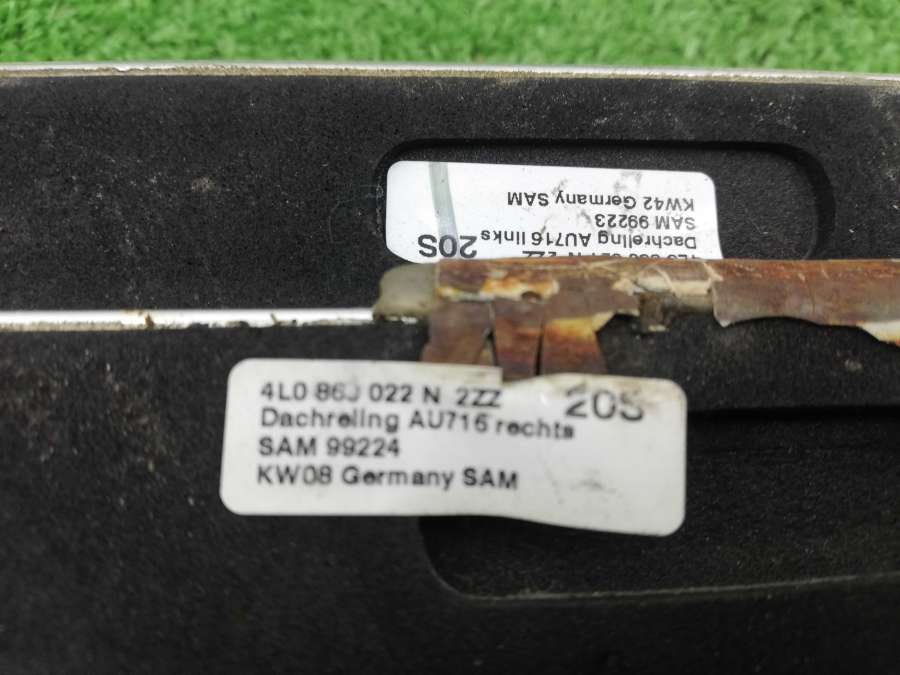 KW42 Germany SAM
SAM 99223
Dachreling AU716 links
20S
4L0 860 022 N 2ZZ
20S
Dachreling AU716 rechts
SAM 99224
KW08 Germany SAM